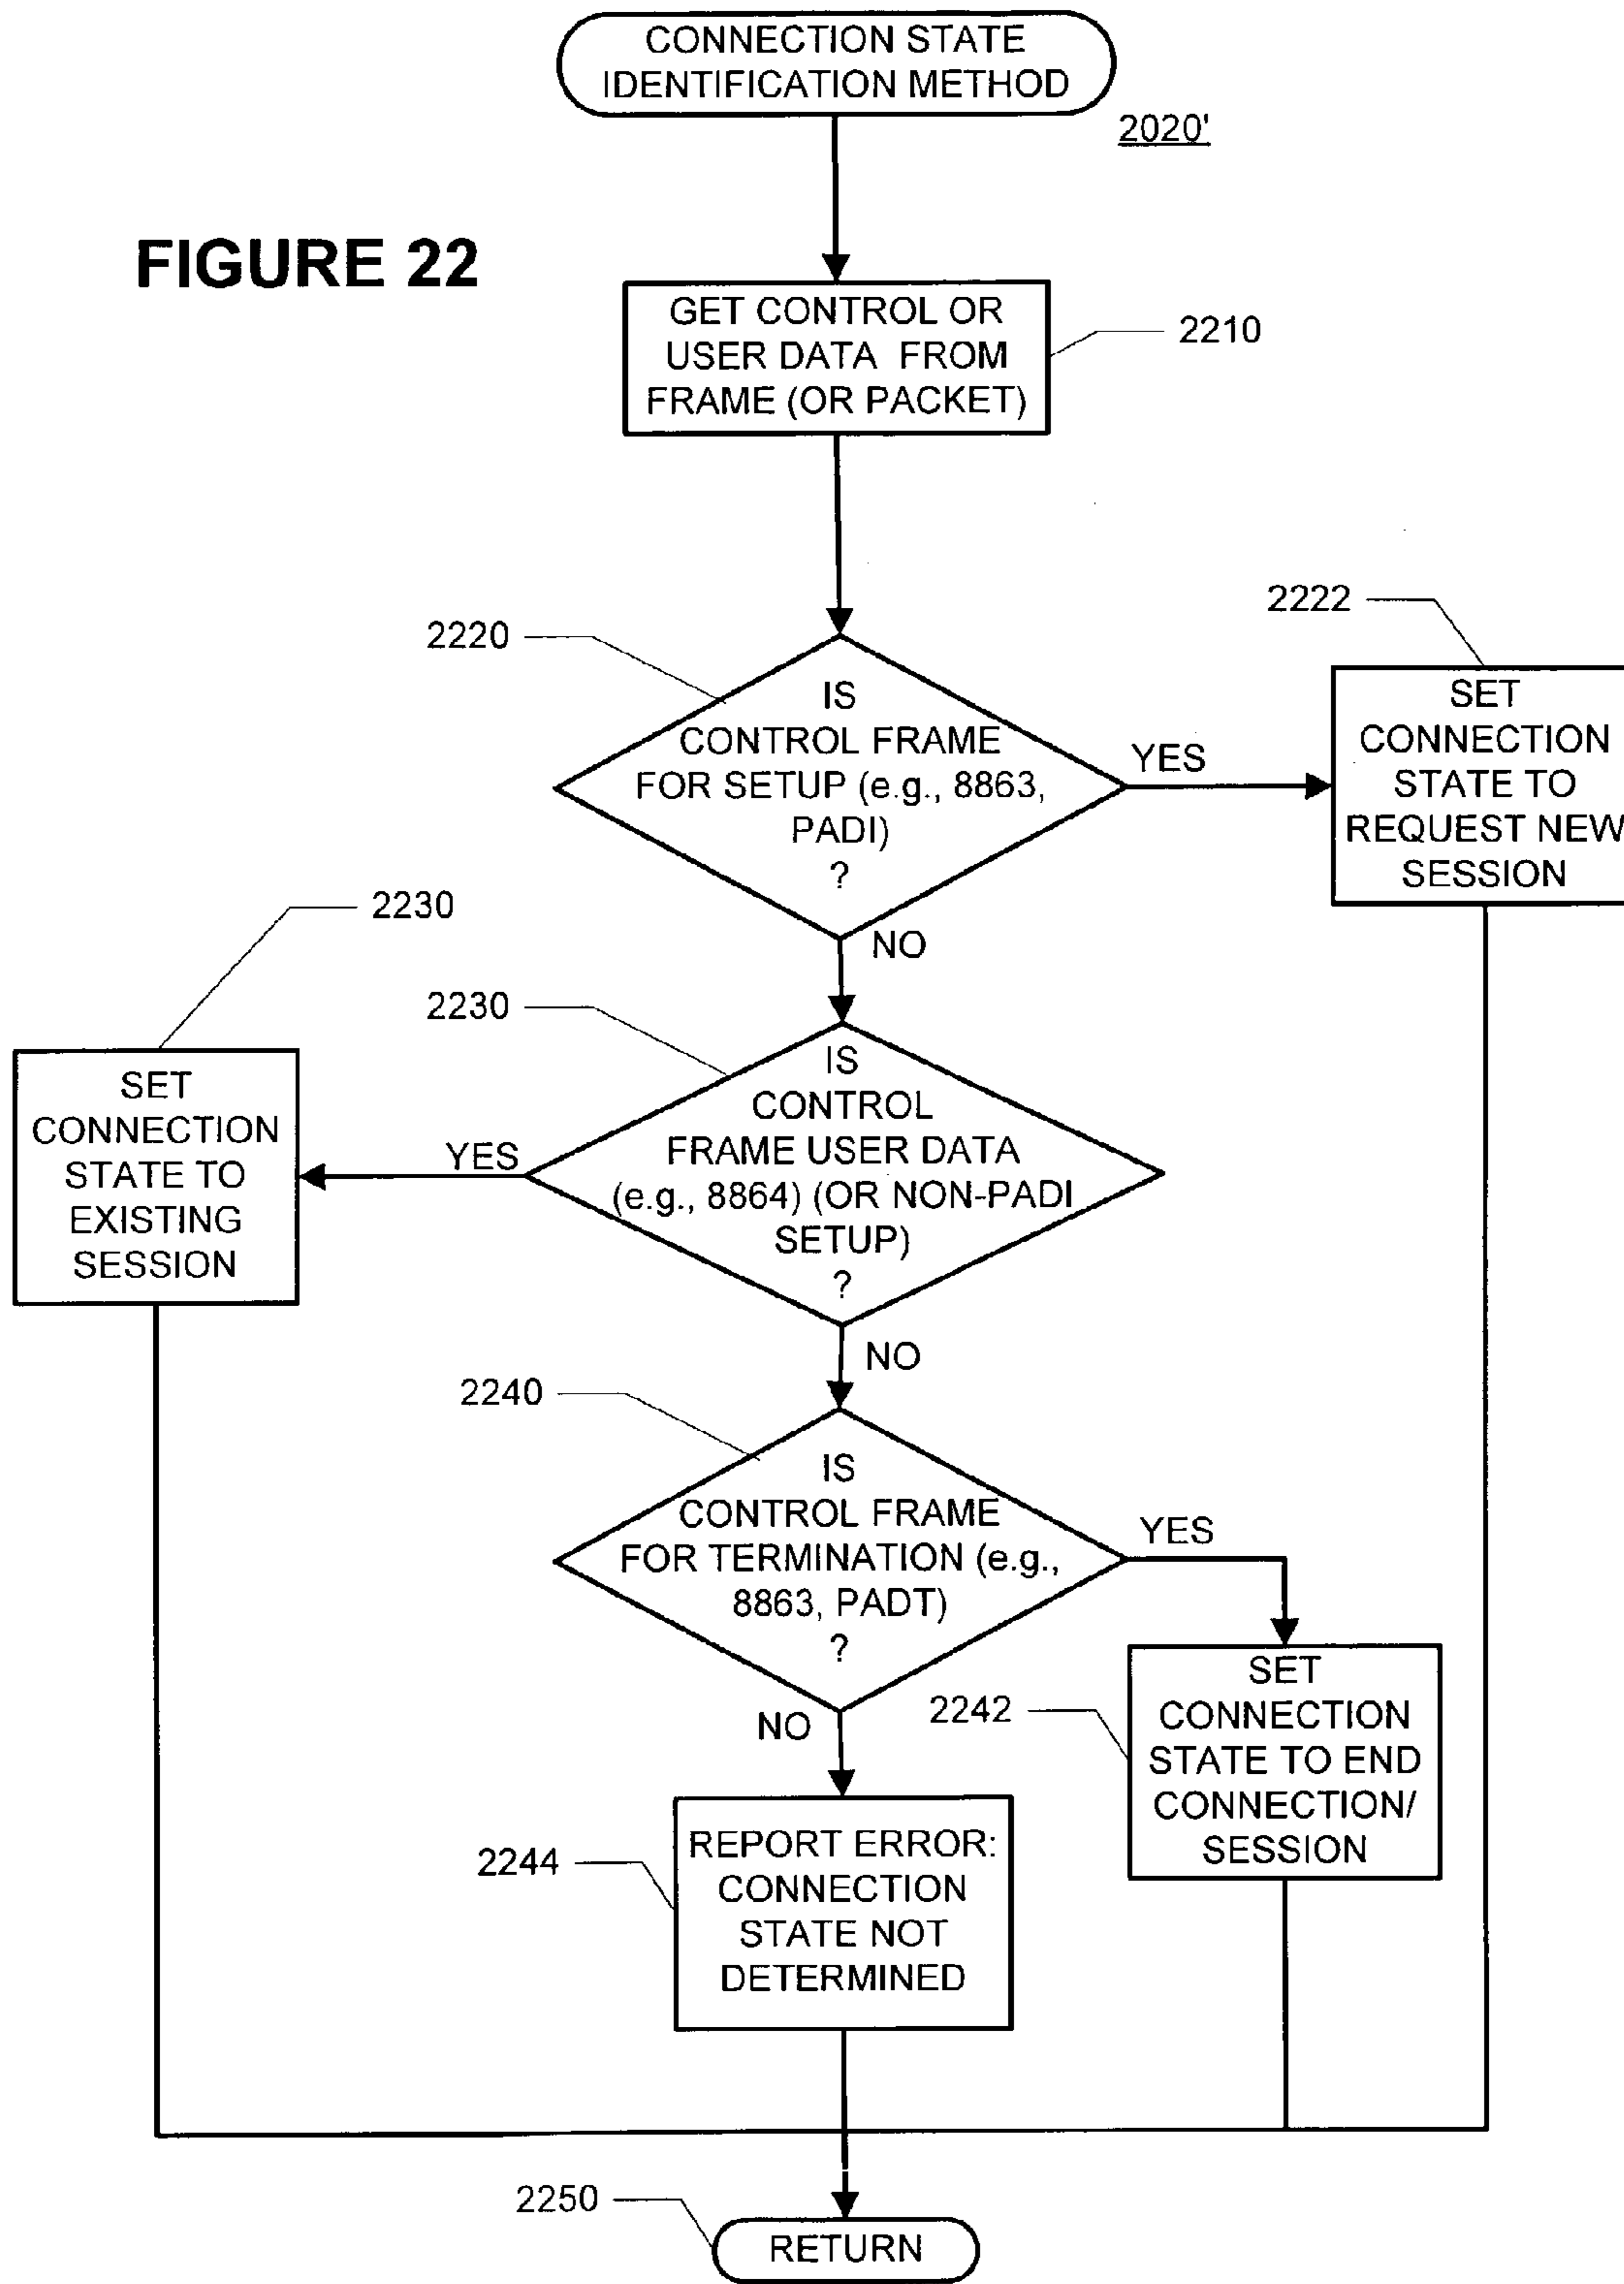 CONNECTION STATE
IDENTIFICATION METHOD
2020'
FIGURE 22
GET CONTROL OR
USER DATA FROM
FRAME (OR PACKET)
2210
2220
IS
CONTROL FRAME
FOR SETUP (e.g., 8863,
PADI)
?
YES
2222
SET
CONNECTION
STATE TO
REQUEST NEW
SESSION
NO
2230
SET
CONNECTION
STATE TO
EXISTING
SESSION
2230
IS
CONTROL
FRAME USER DATA
(e.g., 8864) (OR NON-PADI
SETUP)
?
YES
NO
2240
IS
CONTROL FRAME
FOR TERMINATION (e.g.,
8863, PADT)
?
YES
2242
SET
CONNECTION
STATE TO END
CONNECTION/
SESSION
NO
2244
REPORT ERROR:
CONNECTION
STATE NOT
DETERMINED
2250
RETURN